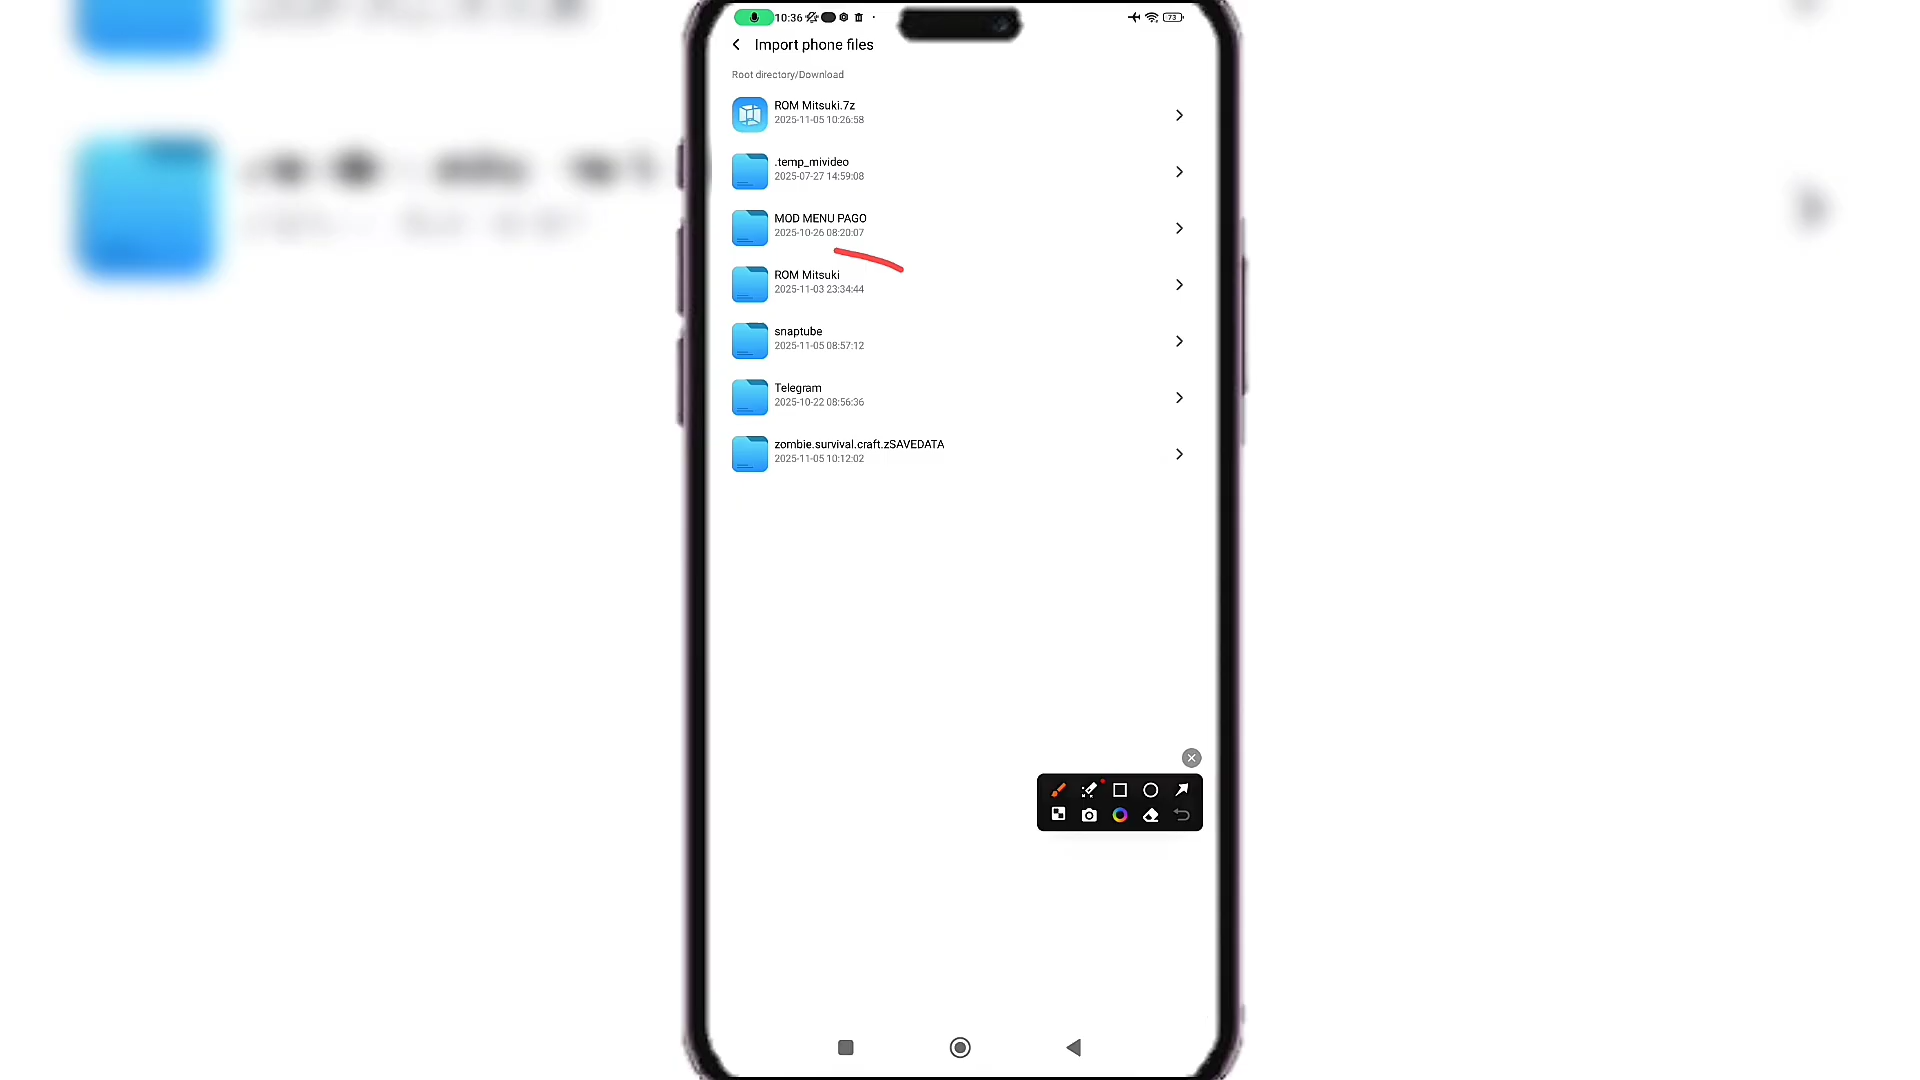 10:36
73
Import phone files
Root directory/Download
ROM Mitsuki.7z
2025-11-05 10:26:58
.temp_mivideo
2025-07-27 14:59:08
MOD MENU PAGO
2025-10-26 08:20:07
ROM Mitsuki
2025-11-03 23:34:44
snaptube
2025-11-05 08:57:12
Telegram
2025-10-22 08:56:36
zombie.survival.craft.zSAVEDATA
2025-11-05 10:12:02